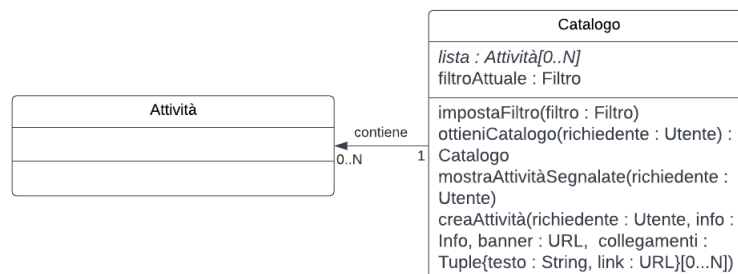 Catalogo
lista : Attività[0..N]
filtroAttuale : Filtro
Attività
impostaFiltro(filtro : Filtro)
contiene
ottieniCatalogo(richiedente : Utente) :
Catalogo
0..N
1
mostraAttivitàSegnalate(richiedente :
Utente)
creaAttività(richiedente : Utente, info :
Info, banner : URL, collegamenti :
Tuple{testo : String, link : URL}[0...N])